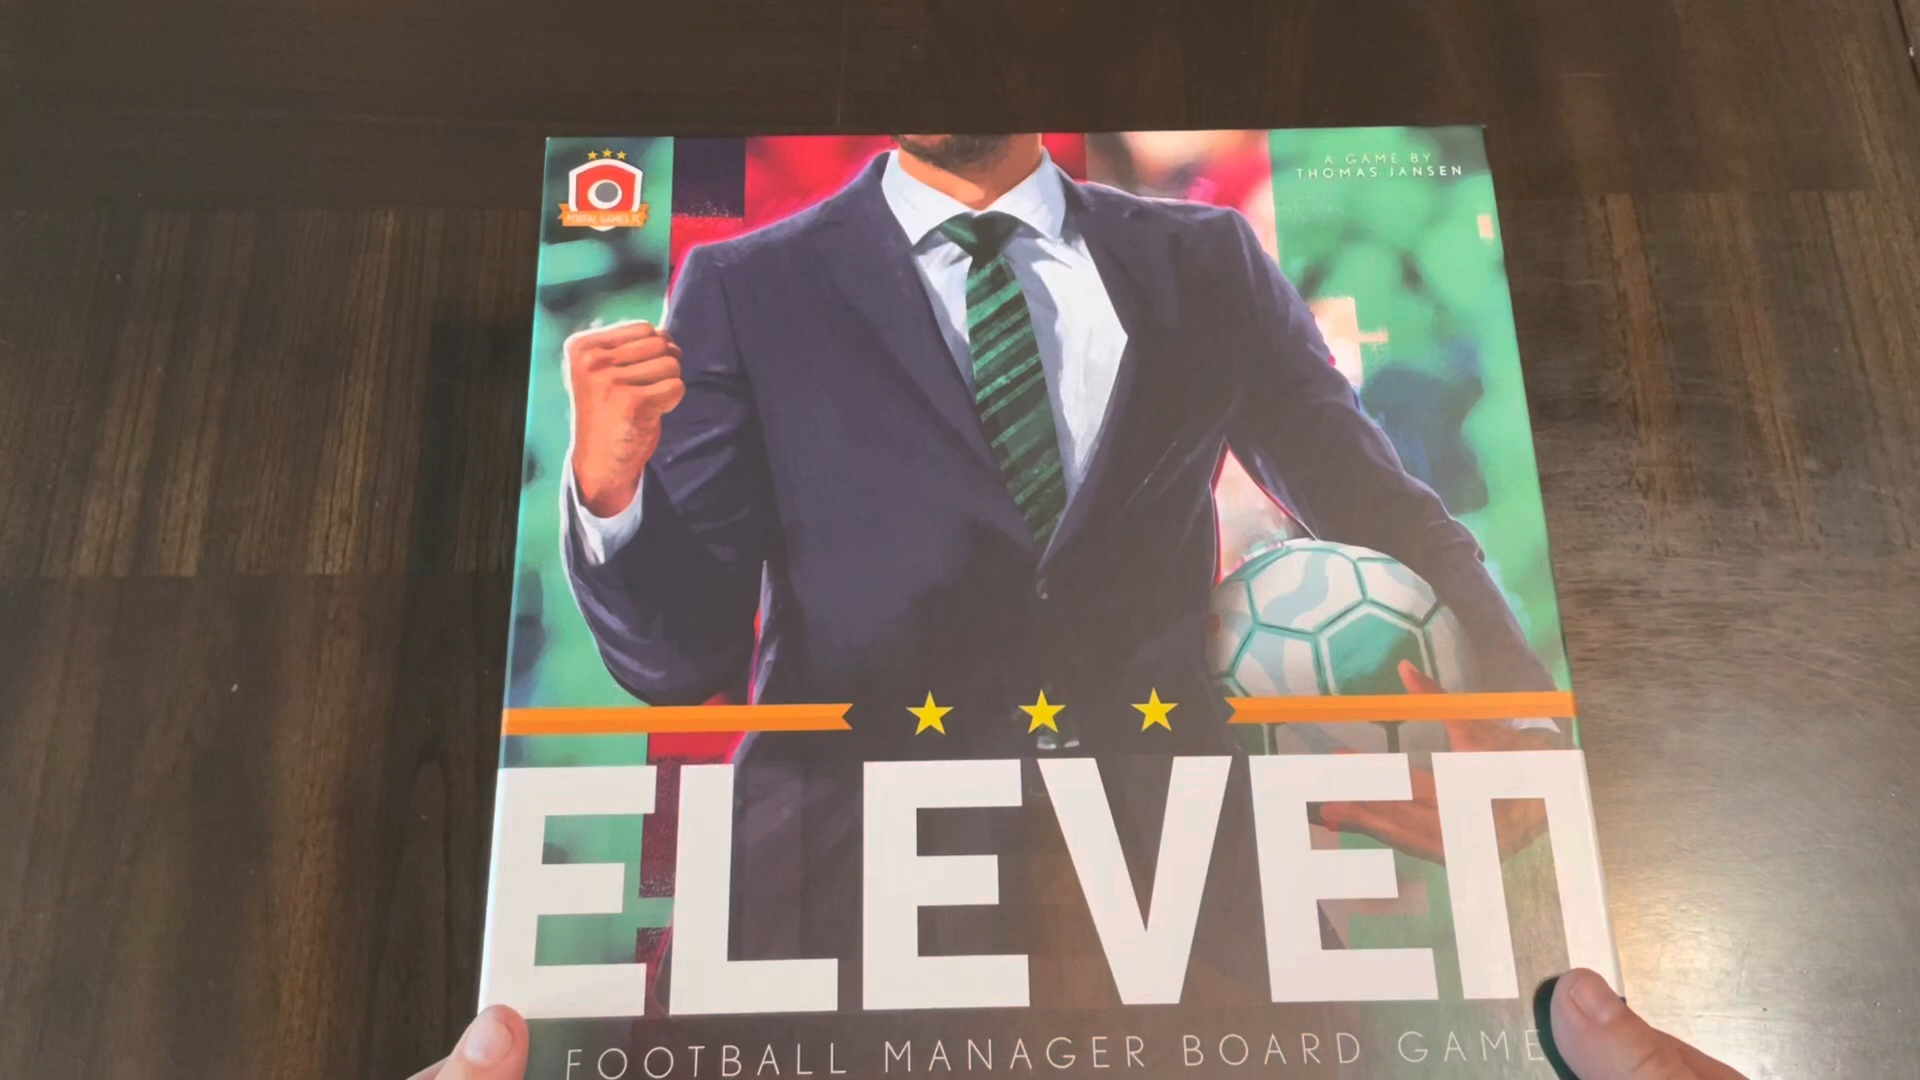 PORTAL GAMES FC
A GAME BY
THOMAS JANSEN
ELEVEN
FOOTBALL MANAGER BOARD GAME